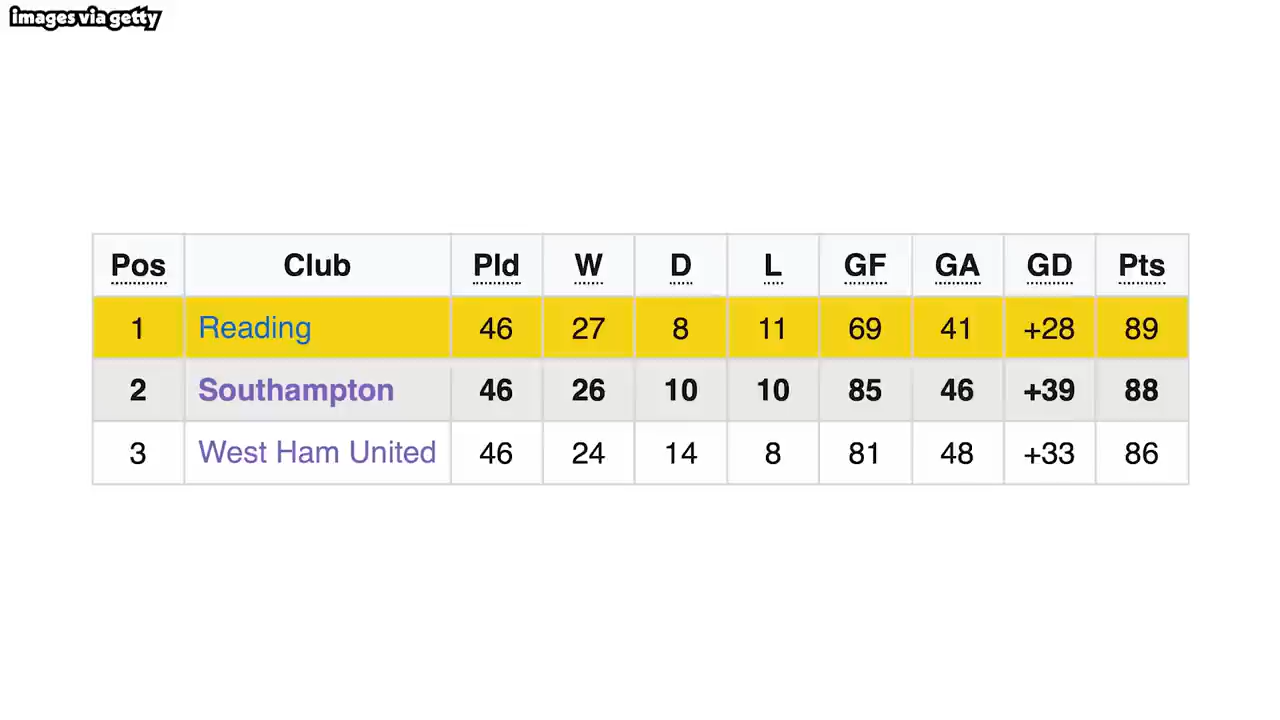 images via getty
Pos Club Pld W D L GF GA GD Pts
1 Reading 46 27 8 11 69 41 +28 89
2 Southampton 46 26 10 10 85 46 +39 88
3 West Ham United 46 24 14 8 81 48 +33 86